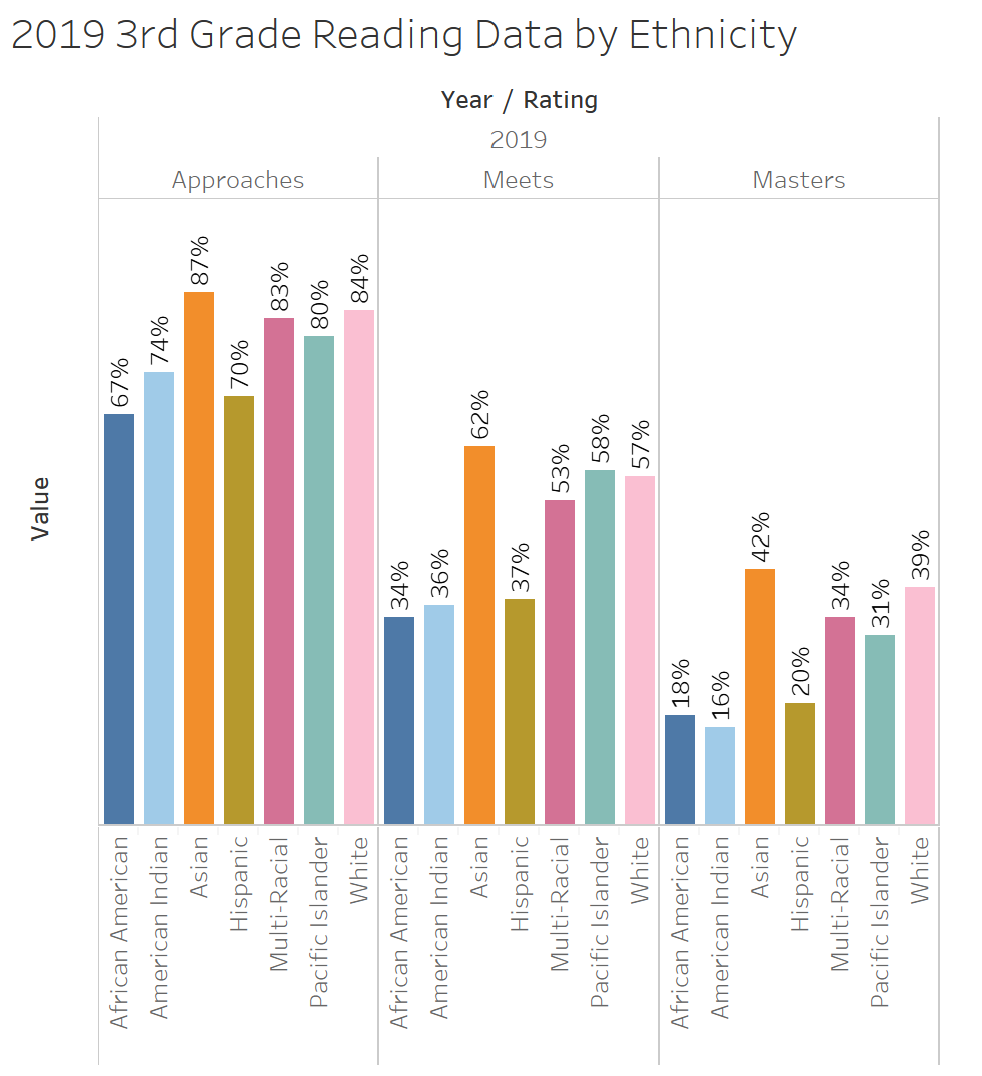 2019 3rd Grade Reading Data by Ethnicity
Year / Rating
2019
Approaches Meets Masters
Value
67% 74% 87% 70% 83% 80% 84%
34% 36% 62% 37% 53% 58% 57%
18% 16% 42% 20% 34% 31% 39%
African American
American Indian
Asian
Hispanic
Multi-Racial
Pacific Islander
White
African American
American Indian
Asian
Hispanic
Multi-Racial
Pacific Islander
White
African American
American Indian
Asian
Hispanic
Multi-Racial
Pacific Islander
White